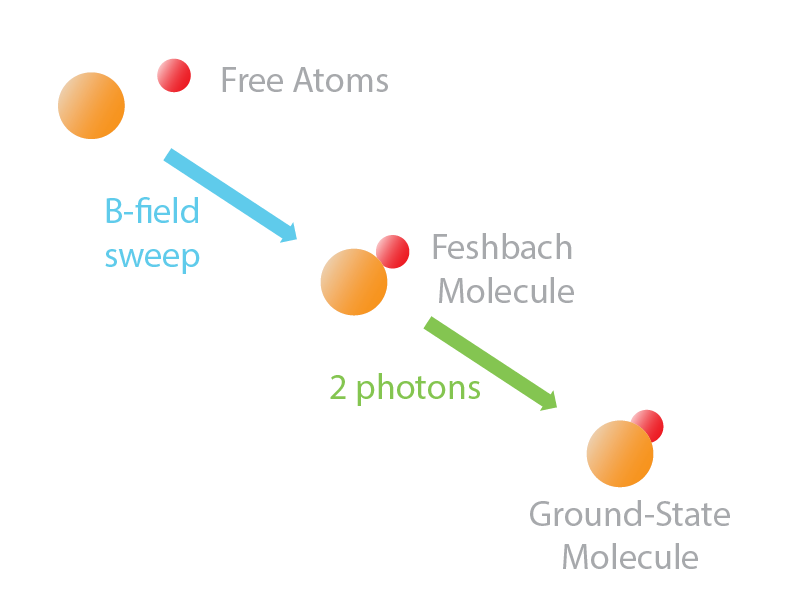 Free Atoms
B-field
sweep
Feshbach
Molecule
2 photons
Ground-State
Molecule